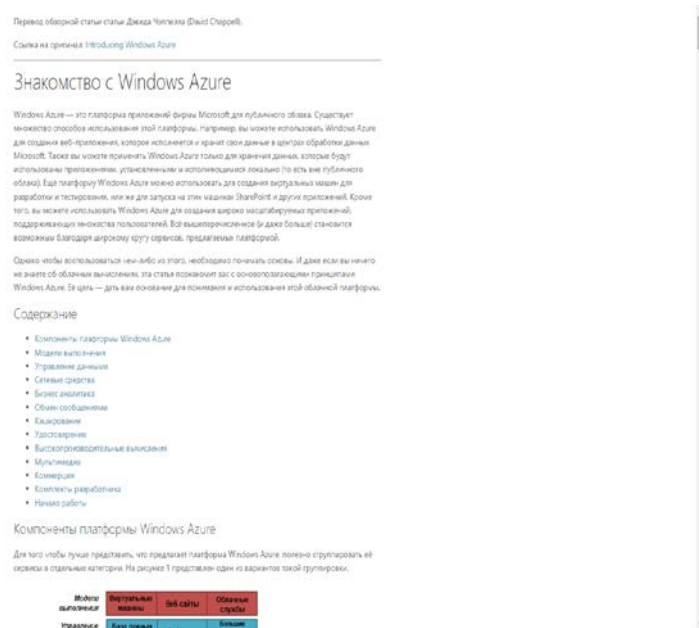 Перевод обзорной статьи статьи Дэвида Чэппелла (David Chappell).
Ссылка на оригинал: Introducing Windows Azure
Знакомство с Windows Azure
Windows Azure — это платформа приложений фирмы Microsoft для публичного облака. Существует
множество способов использования этой платформы. Например, вы можете использовать Windows Azure
для создания веб-приложения, которое исполняется и хранит свои данные в центрах обработки данных
Microsoft. Также вы можете применять Windows Azure только для хранения данных, которые будут
использованы приложениями, установленными и исполняющимися локально (то есть вне публичного
облака). Ещё платформу Windows Azure можно использовать для создания виртуальных машин для
разработки и тестирования, или же для запуска на этих машинах SharePoint и других приложений. Кроме
того, вы можете использовать Windows Azure для создания широко масштабируемых приложений,
поддерживающих множества пользователей. Всё вышеперечисленное (и даже больше) становится
возможным благодаря широкому кругу сервисов, предлагаемых платформой.
Однако чтобы воспользоваться чем-либо из этого, необходимо понимать основы. И даже если вы ничего
не знаете об облачных вычислениях, эта статья познакомит вас с основополагающими принципами
Windows Azure. Её цель — дать вам основание для понимания и использования этой облачной платформы.
Содержание
Компоненты платформы Windows Azure
Модели выполнения
Управление данными
Сетевые средства
Бизнес аналитика
Обмен сообщениями
Кэширование
Удостоверение
Высокопроизводительные вычисления
Мультимедиа
Коммерция
Комплекты разработчика
Начало работы
Компоненты платформы Windows Azure
Для того чтобы лучше представить, что предлагает платформа Windows Azure, полезно сгруппировать её
сервисы в отдельные категории. На рисунке 1 представлен один из вариантов такой группировки.
Модели выполнения
Виртуальные машины
Веб-сайты
Облачные службы
Управление
База данных
Большие